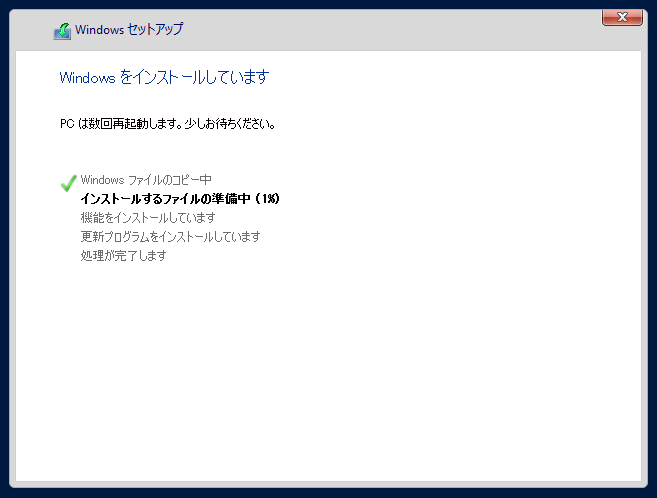 Windows セットアップ
Windows をインストールしています
PC は数回再起動します。少しお待ちください。
Windows ファイルのコピー中
インストールするファイルの準備中 (1%)
機能をインストールしています
更新プログラムをインストールしています
処理が完了します